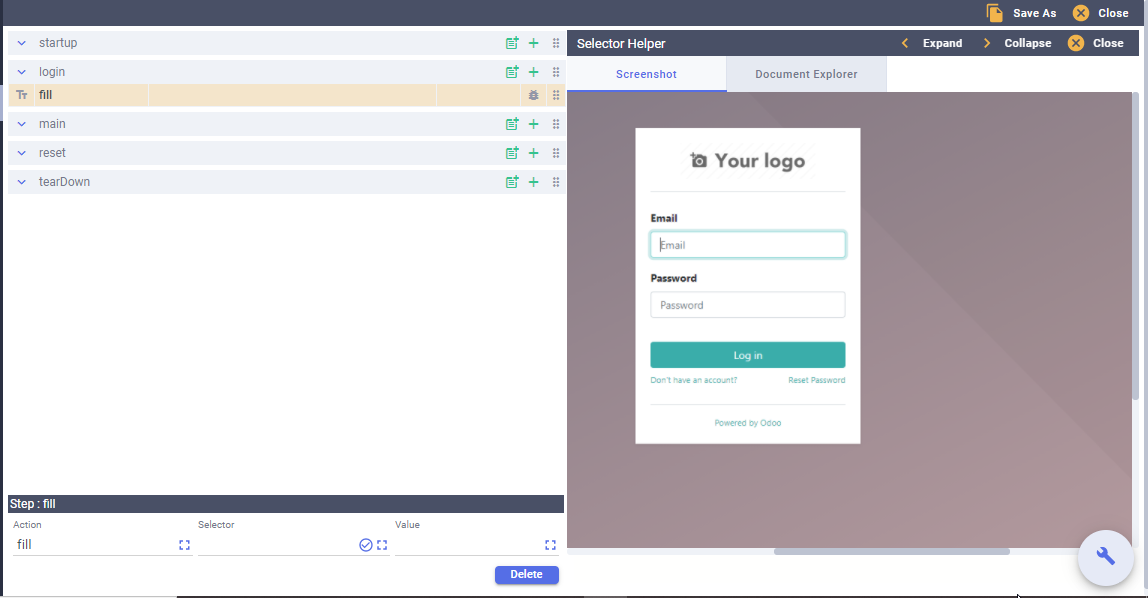 Save As Close
startup
login
fill
main
reset
tearDown
Step : fill
Action Selector Value
fill
Delete
Selector Helper Expand Collapse Close
Screenshot Document Explorer
Your logo
Email
Email
Password
Password
Log in
Don't have an account? Reset Password
Powered by Odoo